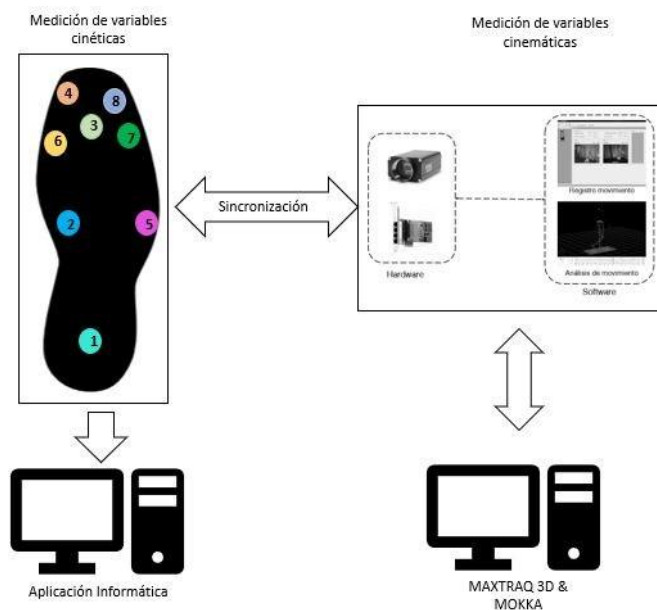 Medición de variables
cinéticas
Medición de variables
cinemáticas
4
8
3
6
7
2
5
1
Sincronización
Hardware
Registro movimiento
Análisis de movimiento
Software
Aplicación Informática
MAXTRAQ 3D &
MOKKA